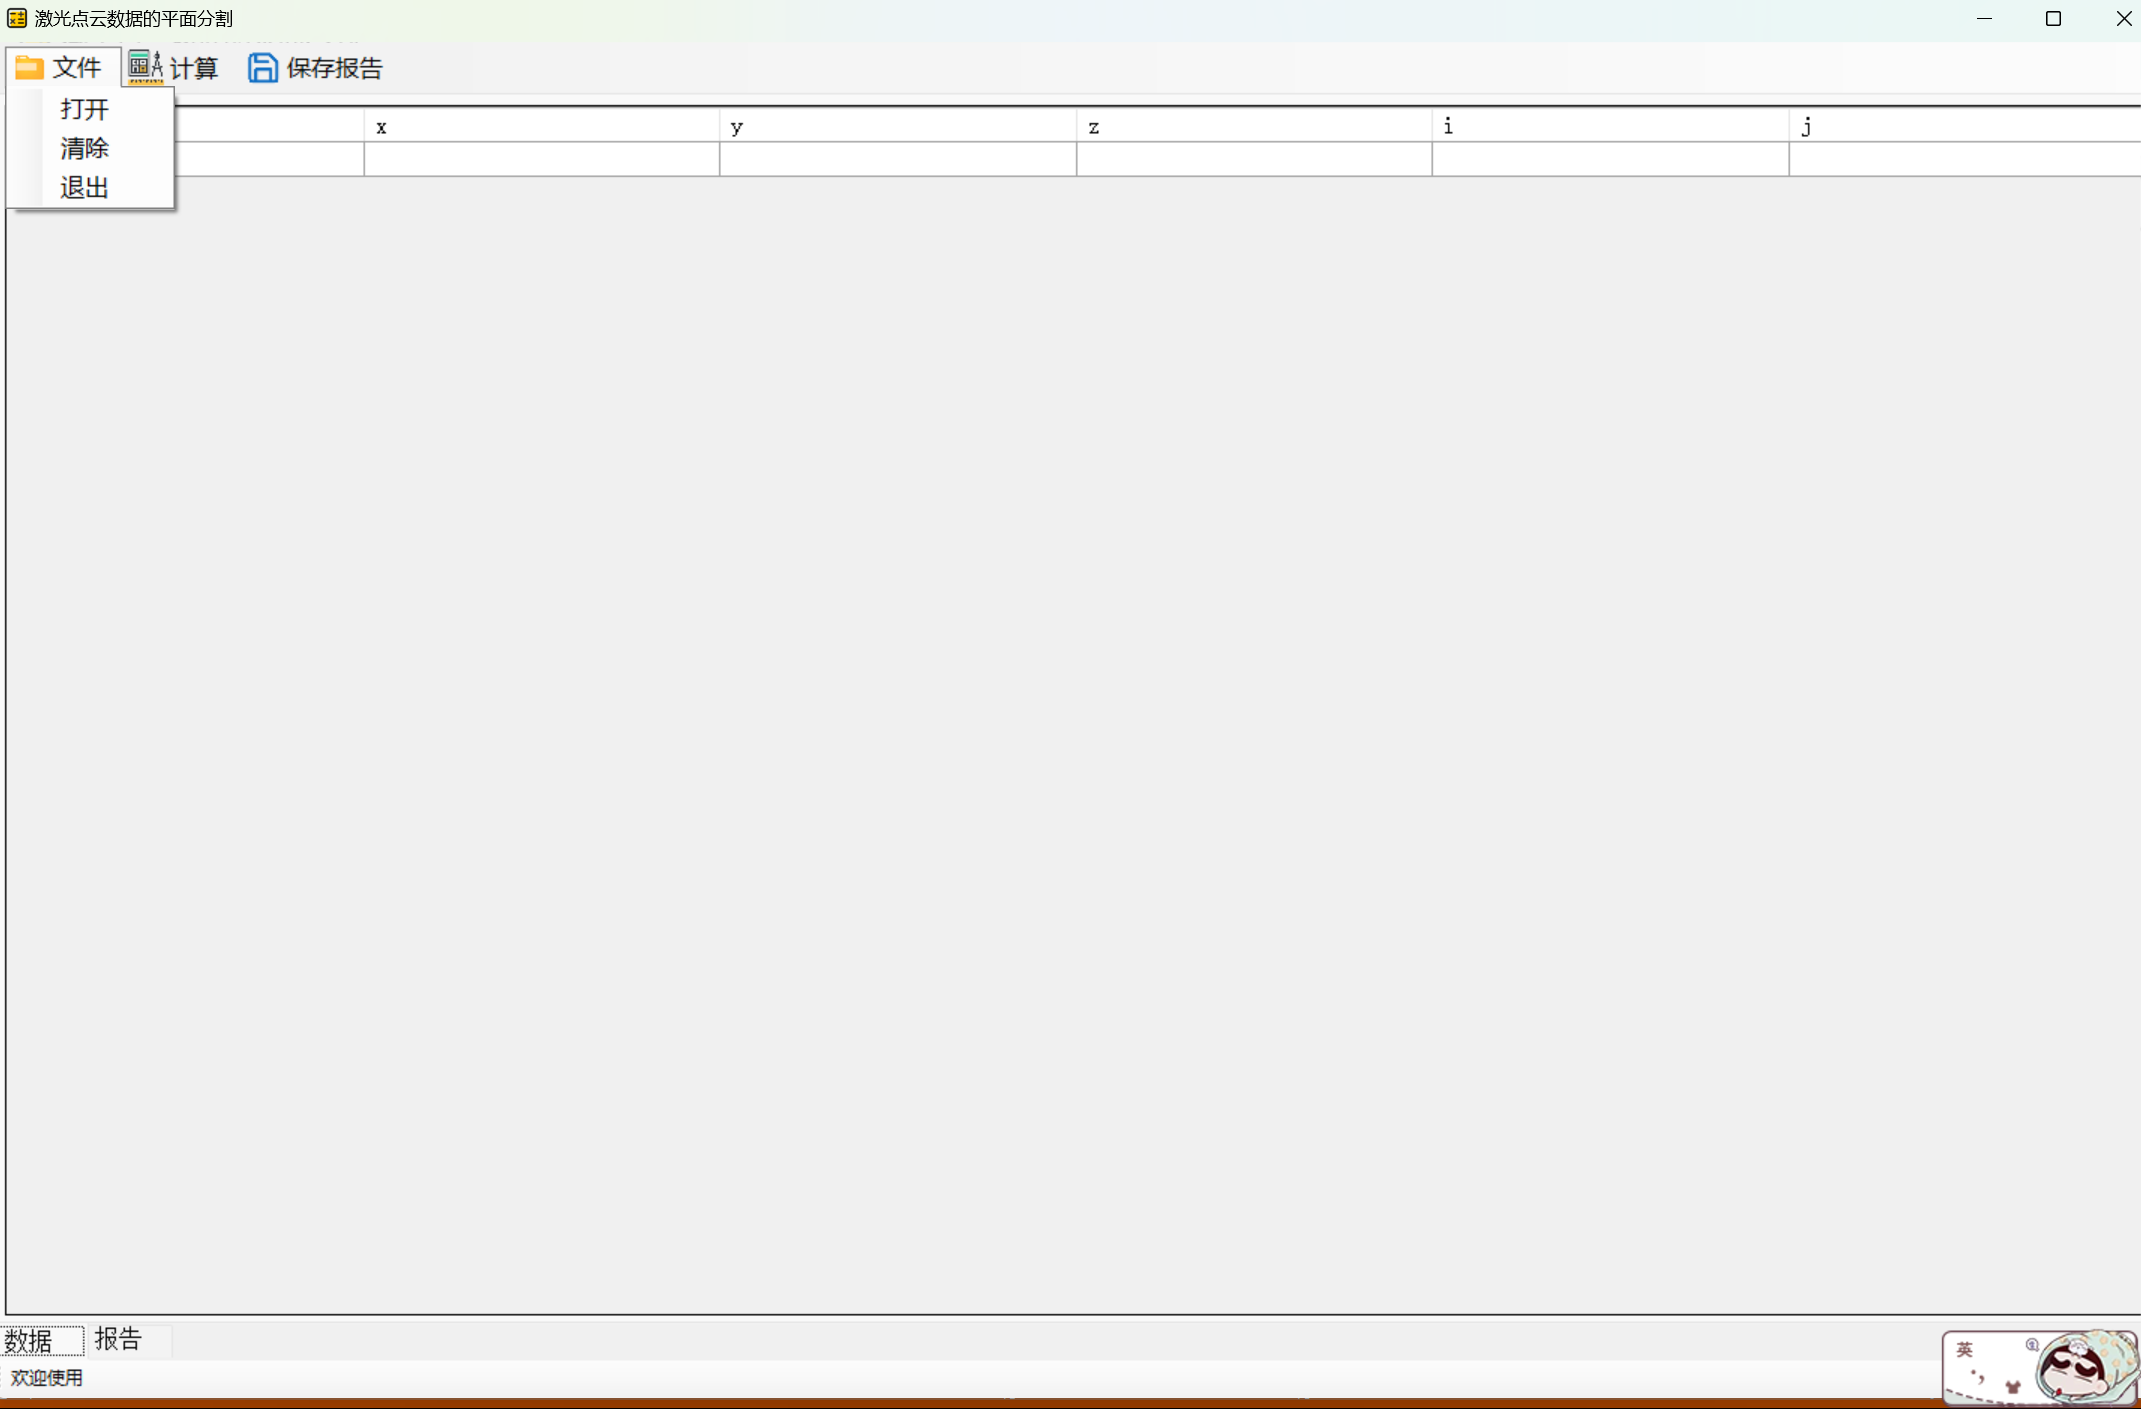 激光点云数据的平面分割
文件 计算 保存报告
打开
清除
退出
x y z i j
数据 报告
欢迎使用
英